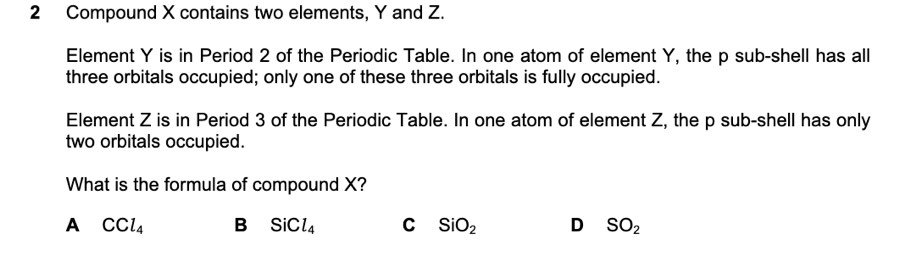 2 Compound X contains two elements, Y and Z.
Element Y is in Period 2 of the Periodic Table. In one atom of element Y, the p sub-shell has all
three orbitals occupied; only one of these three orbitals is fully occupied.
Element Z is in Period 3 of the Periodic Table. In one atom of element Z, the p sub-shell has only
two orbitals occupied.
What is the formula of compound X?
A CCl₄ B SiCl₄ C SiO₂ D SO₂